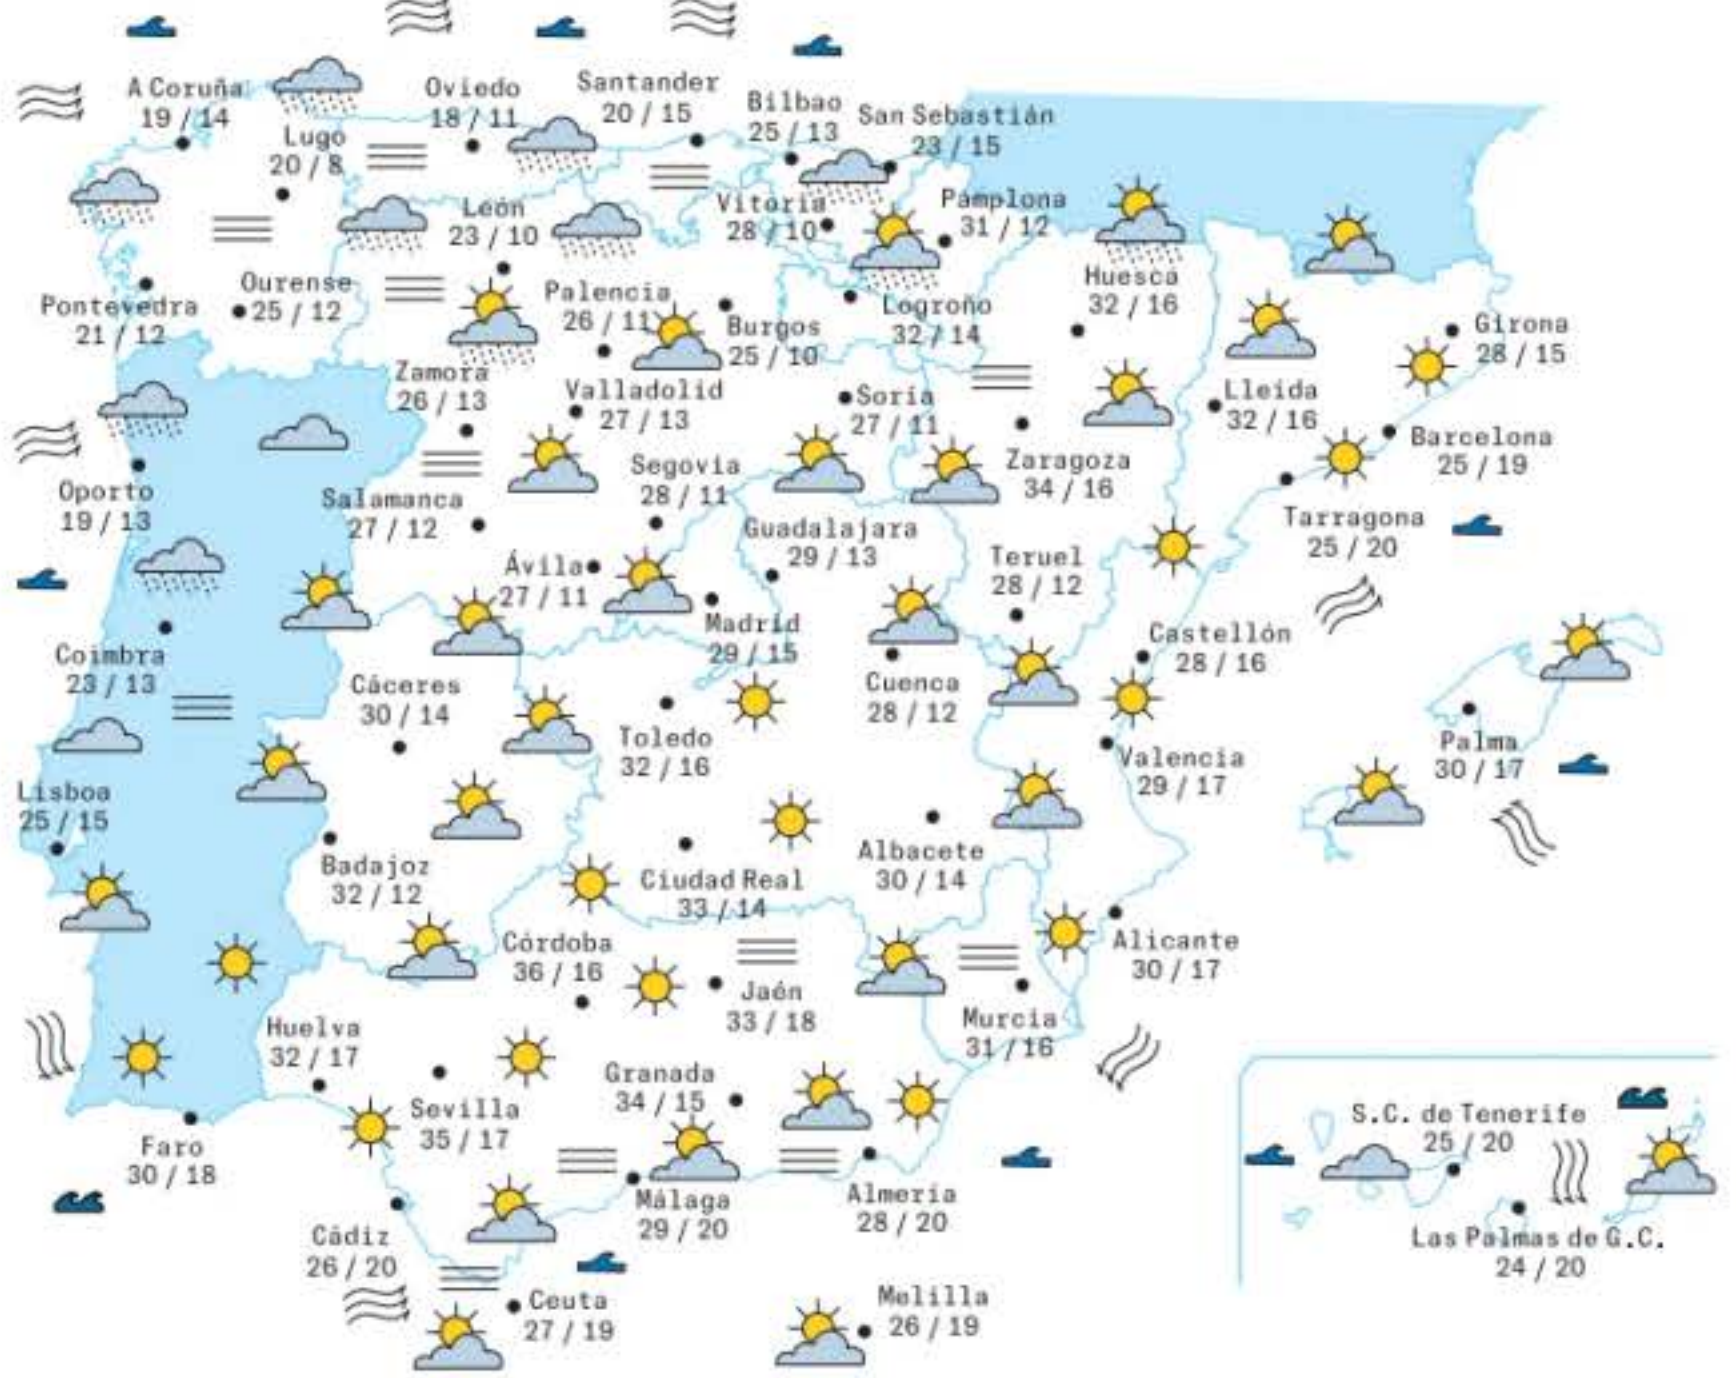 A Coruña
19 / 14
Lugo
20 / 8
Oviedo
18 / 11
Santander
20 / 15
Bilbao
25 / 13
San Sebastián
23 / 15
León
23 / 10
Vitoria
28 / 10
Pamplona
31 / 12
Pontevedra
21 / 12
Ourense
25 / 12
Palencia
26 / 11
Burgos
25 / 10
Logroño
32 / 14
Huesca
32 / 16
Girona
28 / 15
Zamora
26 / 13
Valladolid
27 / 13
Soria
27 / 11
Lleida
32 / 16
Barcelona
25 / 19
Oporto
19 / 13
Salamanca
27 / 12
Segovia
28 / 11
Zaragoza
34 / 16
Tarragona
25 / 20
Ávila
27 / 11
Guadalajara
29 / 13
Teruel
28 / 12
Coimbra
23 / 13
Madrid
29 / 15
Castellón
28 / 16
Cáceres
30 / 14
Cuenca
28 / 12
Toledo
32 / 16
Valencia
29 / 17
Palma
30 / 17
Lisboa
25 / 15
Badajoz
32 / 12
Ciudad Real
33 / 14
Albacete
30 / 14
Córdoba
36 / 16
Alicante
30 / 17
Jaén
33 / 18
Huelva
32 / 17
Murcia
31 / 16
Granada
34 / 15
Sevilla
35 / 17
Faro
30 / 18
S.C. de Tenerife
25 / 20
Málaga
29 / 20
Almería
28 / 20
Cádiz
26 / 20
Las Palmas de G.C.
24 / 20
Ceuta
27 / 19
Melilla
26 / 19